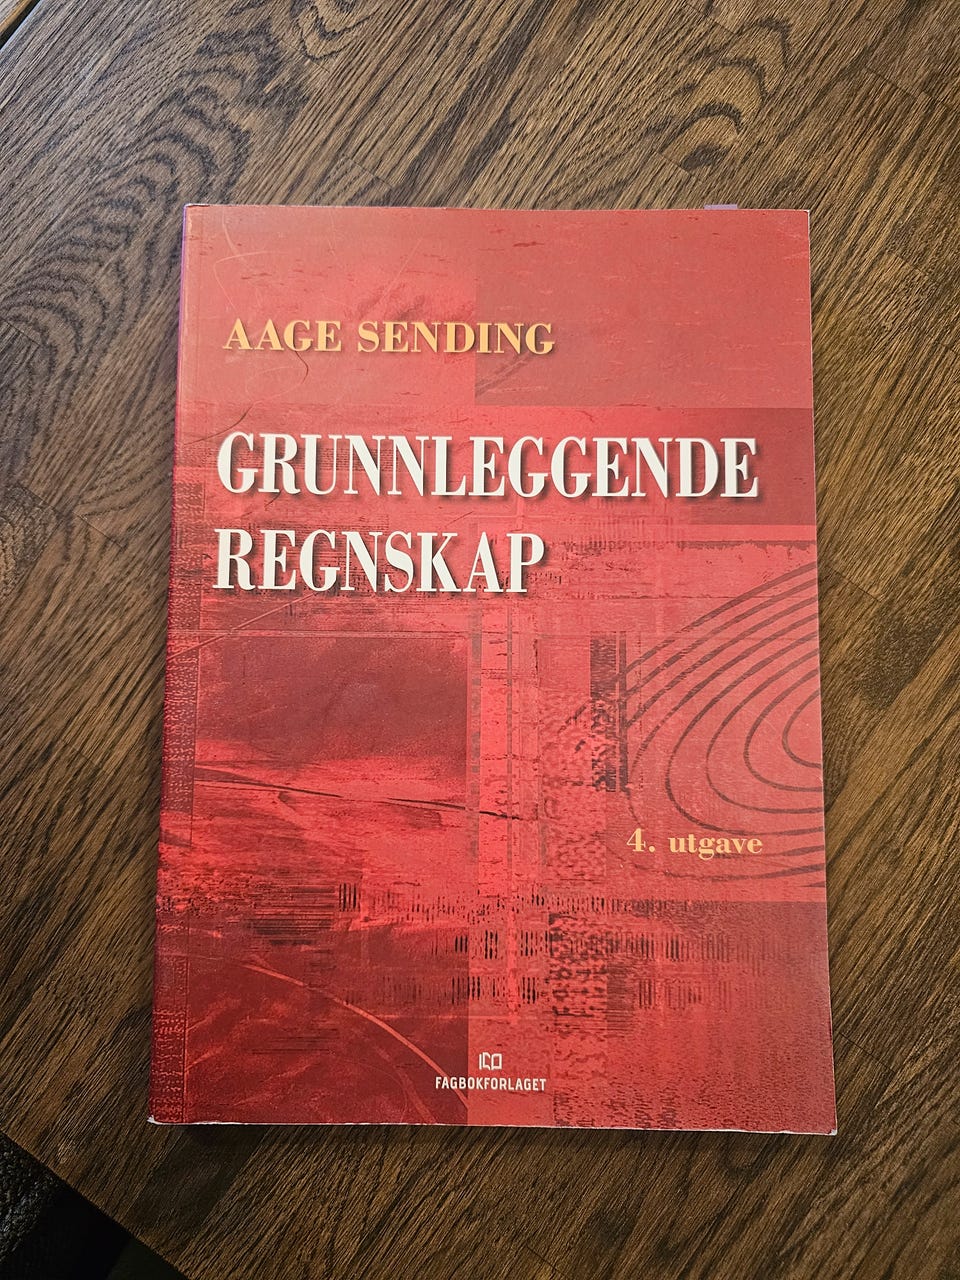 AAGE SENDING
GRUNNLEGGENDE
REGNSKAP
4. utgave
FAGBOKFORLAGET